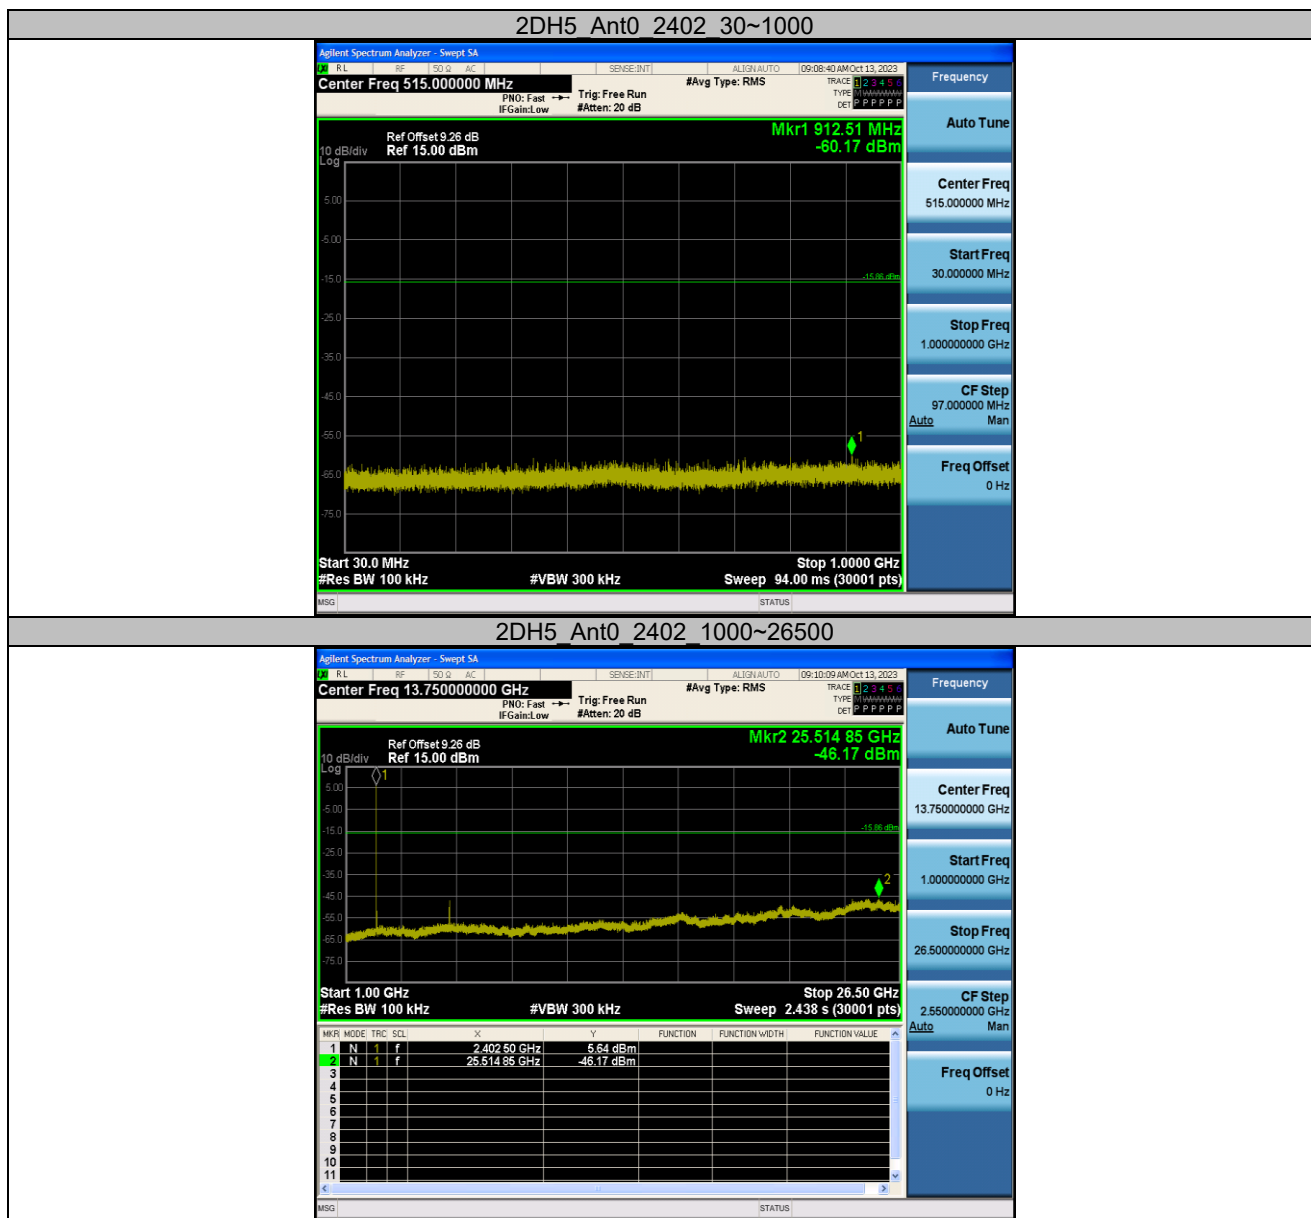 2DH5_Ant0_2402_30~1000
Agilent Spectrum Analyzer - Swept SA
RL RF 50 Ω AC SENSE:INT ALIGN AUTO 09:08:40 AM Oct 13, 2023
Center Freq 515.000000 MHz
PNO: Fast
IFGain:Low
Trig: Free Run
#Atten: 20 dB
#Avg Type: RMS
TRACE 1 2 3 4 5 6
TYPE M W W W W W
DET P P P P P P
Ref Offset 9.26 dB
Ref 15.00 dBm
10 dB/div
Log
Mkr1 912.51 MHz
-60.17 dBm
5.00
-5.00
-15.0
-15.86 dBm
-25.0
-35.0
-45.0
-55.0
1
-65.0
-75.0
Start 30.0 MHz Stop 1.0000 GHz
#Res BW 100 kHz #VBW 300 kHz Sweep 94.00 ms (30001 pts)
MSG STATUS
Frequency
Auto Tune
Center Freq
515.000000 MHz
Start Freq
30.000000 MHz
Stop Freq
1.000000000 GHz
CF Step
97.000000 MHz
Auto Man
Freq Offset
0 Hz
2DH5_Ant0_2402_1000~26500
Agilent Spectrum Analyzer - Swept SA
RL RF 50 Ω AC SENSE:INT ALIGN AUTO 09:10:09 AM Oct 13, 2023
Center Freq 13.750000000 GHz
PNO: Fast
IFGain:Low
Trig: Free Run
#Atten: 20 dB
#Avg Type: RMS
TRACE 1 2 3 4 5 6
TYPE M W W W W W
DET P P P P P P
Ref Offset 9.26 dB
Ref 15.00 dBm
10 dB/div
Log
Mkr2 25.514 85 GHz
-46.17 dBm
1
5.00
-5.00
-15.0
-15.86 dBm
-25.0
-35.0
2
-45.0
-55.0
-65.0
-75.0
Start 1.00 GHz Stop 26.50 GHz
#Res BW 100 kHz #VBW 300 kHz Sweep 2.438 s (30001 pts)
MKR MODE TRC SCL X Y FUNCTION FUNCTION WIDTH FUNCTION VALUE
1 N 1 f 2.402 50 GHz 5.64 dBm
2 N 1 f 25.514 85 GHz -46.17 dBm
3
4
5
6
7
8
9
10
11
MSG STATUS
Frequency
Auto Tune
Center Freq
13.750000000 GHz
Start Freq
1.000000000 GHz
Stop Freq
26.500000000 GHz
CF Step
2.550000000 GHz
Auto Man
Freq Offset
0 Hz